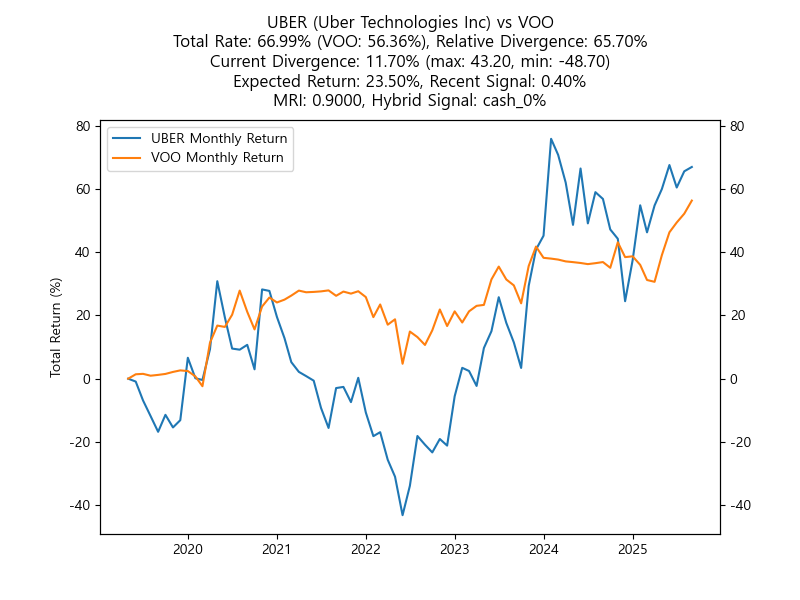 UBER (Uber Technologies Inc) vs VOO
Total Rate: 66.99% (VOO: 56.36%), Relative Divergence: 65.70%
Current Divergence: 11.70% (max: 43.20, min: -48.70)
Expected Return: 23.50%, Recent Signal: 0.40%
MRI: 0.9000, Hybrid Signal: cash_0%
UBER Monthly Return
VOO Monthly Return
Total Return (%)
80
60
40
20
0
-20
-40
80
60
40
20
0
-20
-40
2020 2021 2022 2023 2024 2025